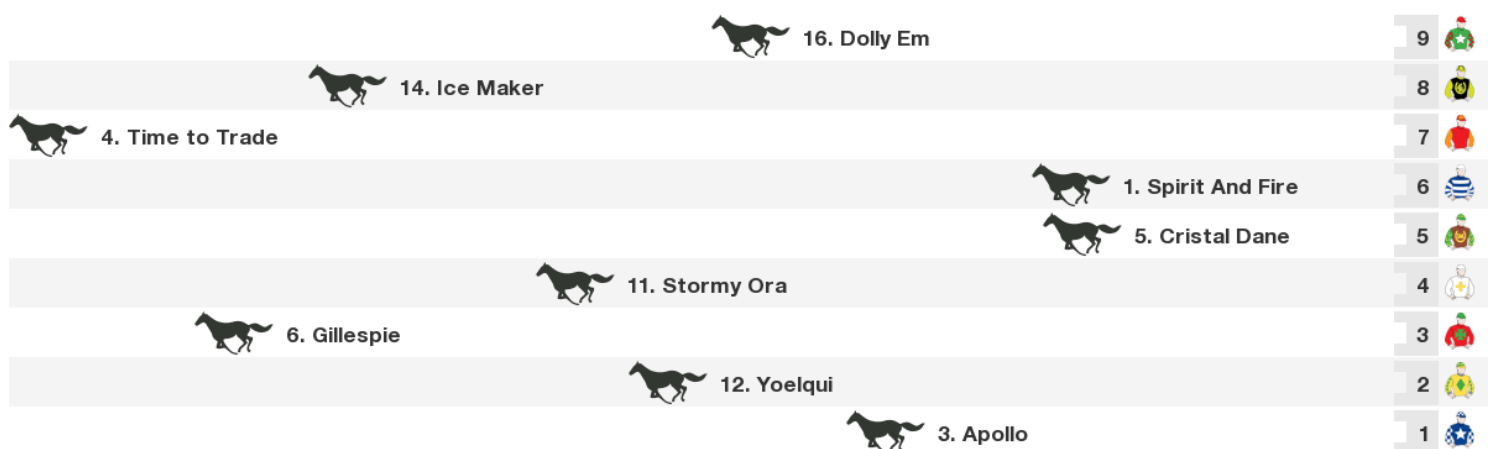 16. Dolly Em 9
14. Ice Maker 8
4. Time to Trade 7
1. Spirit And Fire 6
5. Cristal Dane 5
11. Stormy Ora 4
6. Gillespie 3
12. Yoelqui 2
3. Apollo 1